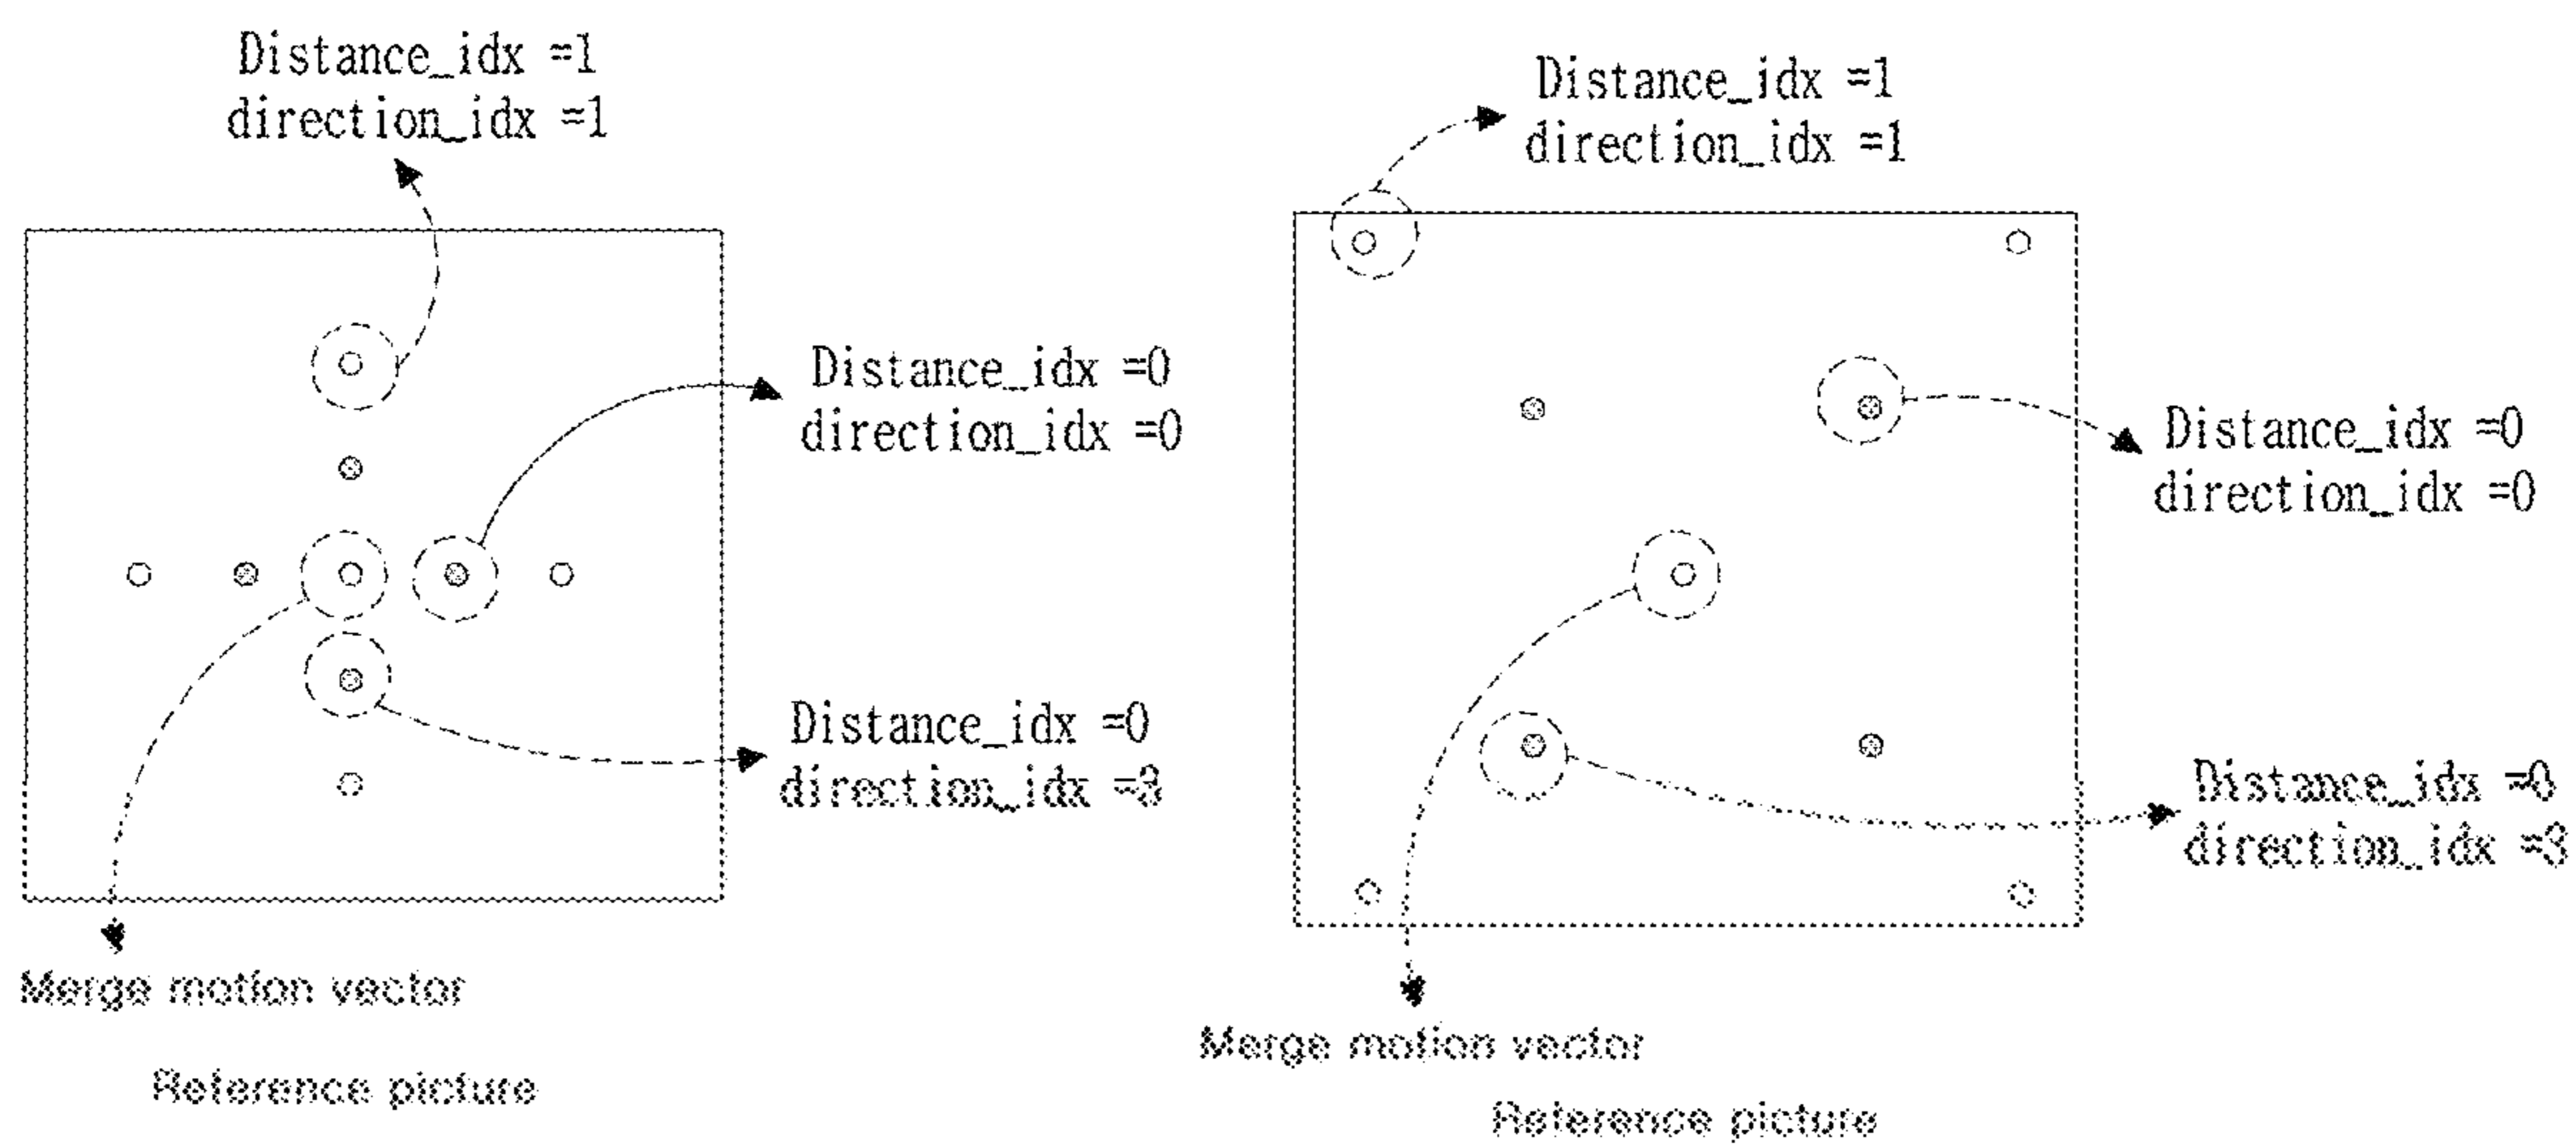 Distance_idx =1
direction_idx =1
Distance_idx =0
direction_idx =0
Distance_idx =0
direction_idx =3
Merge motion vector
Reference picture
Distance_idx =1
direction_idx =1
Distance_idx =0
direction_idx =0
Distance_idx =0
direction_idx =3
Merge motion vector
Reference picture